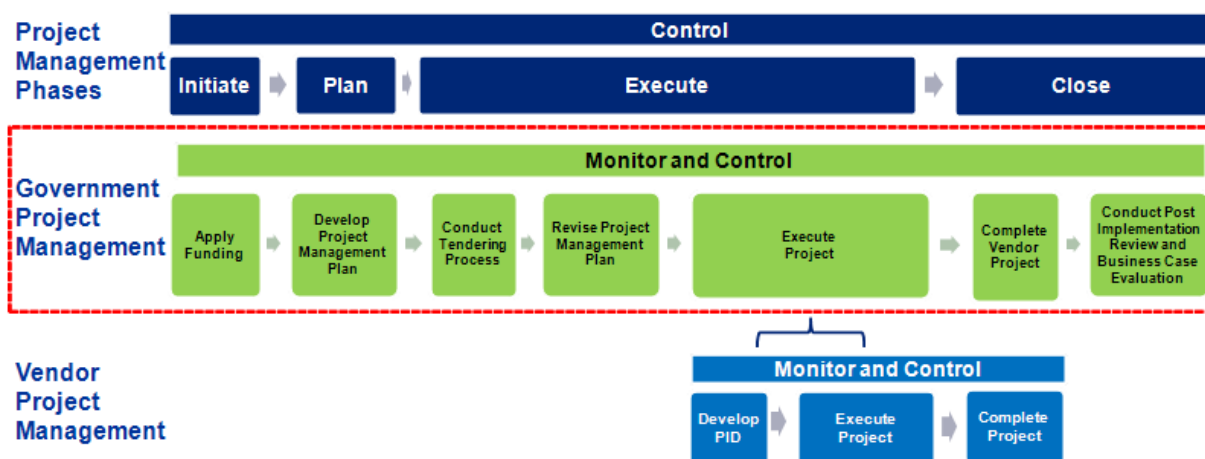 Project
Management
Phases
Control
Initiate
Plan
Execute
Close
Government
Project
Management
Monitor and Control
Apply
Funding
Develop
Project
Management
Plan
Conduct
Tendering
Process
Revise Project
Management
Plan
Execute
Project
Complete
Vendor
Project
Conduct Post
Implementation
Review and
Business Case
Evaluation
Vendor
Project
Management
Monitor and Control
Develop
PID
Execute
Project
Complete
Project